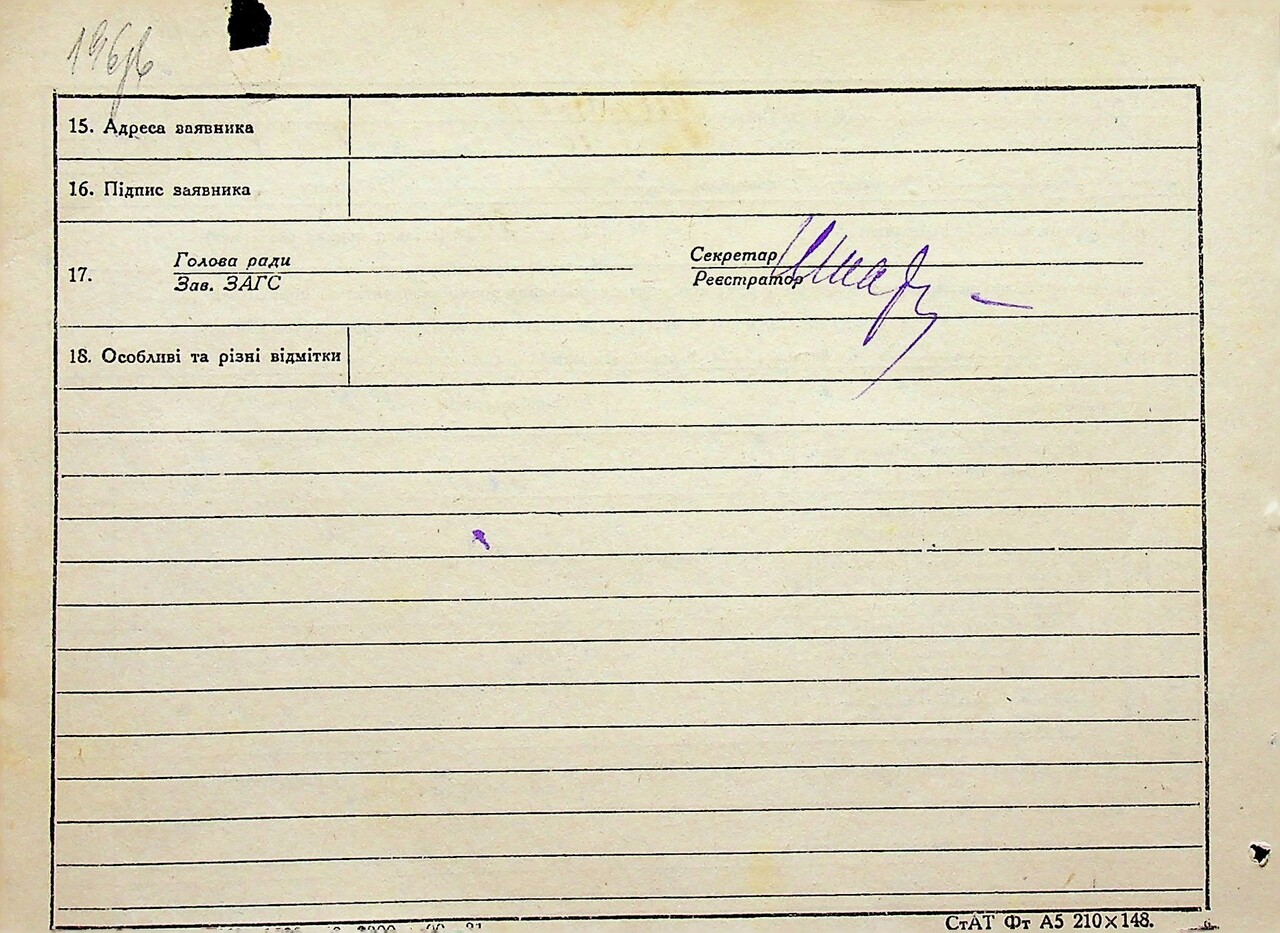 15. Адреса заявника
16. Підпис заявника
17. Голова ради Секретар
Зав. ЗАГС Реєстратор
18. Особливі та різні відмітки
СтАТ Фт А5 210×148.